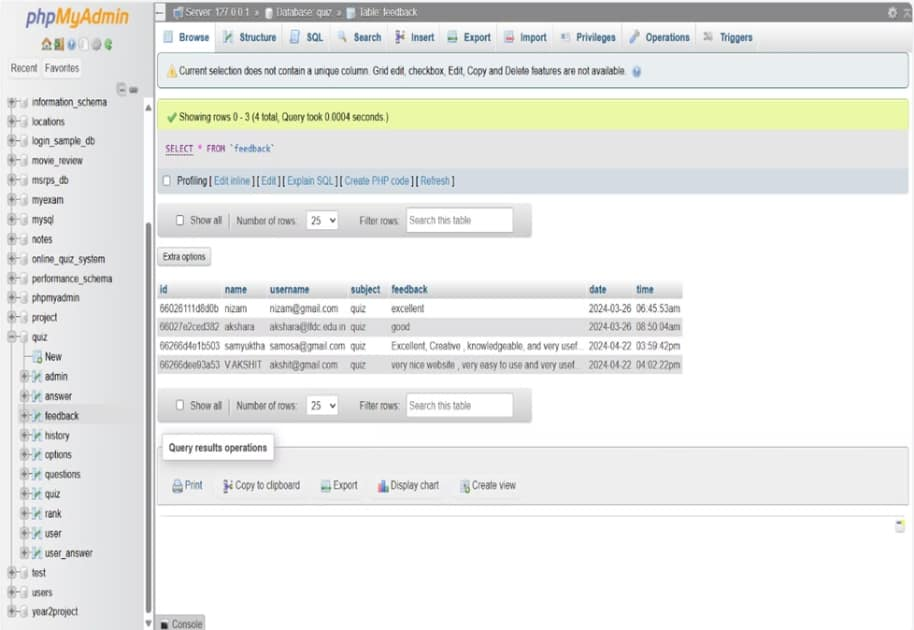 phpMyAdmin
Recent Favorites
information_schema
locations
login_sample_db
movie_review
msrps_db
myexam
mysql
notes
online_quiz_system
performance_schema
phpmyadmin
project
quiz
New
admin
answer
feedback
history
options
questions
quiz
rank
user
user_answer
test
users
year2project
Server: 127.0.0.1 » Database: quiz » Table: feedback
Browse Structure SQL Search Insert Export Import Privileges Operations Triggers
Current selection does not contain a unique column. Grid edit, checkbox, Edit, Copy and Delete features are not available.
Showing rows 0 - 3 (4 total, Query took 0.0004 seconds.)
SELECT * FROM `feedback`
Profiling [ Edit inline ] [ Edit ] [ Explain SQL ] [ Create PHP code ] [ Refresh ]
Show all Number of rows: 25 Filter rows: Search this table
Extra options
id name username subject feedback date time
66026111d8d0b nizam nizam@gmail.com quiz excellent 2024-03-26 06:45:53am
66027e2ced382 akshara akshara@lfdc.edu.in quiz good 2024-03-26 08:50:04am
66266d4e1b503 samyuktha samosa@gmail.com quiz Excellent, Creative , knowledgeable, and very usef... 2024-04-22 03:59:42pm
66266dee93a53 V.AKSHIT akshit@gmail.com quiz very nice website , very easy to use and very usef... 2024-04-22 04:02:22pm
Show all Number of rows: 25 Filter rows: Search this table
Query results operations
Print Copy to clipboard Export Display chart Create view
Console